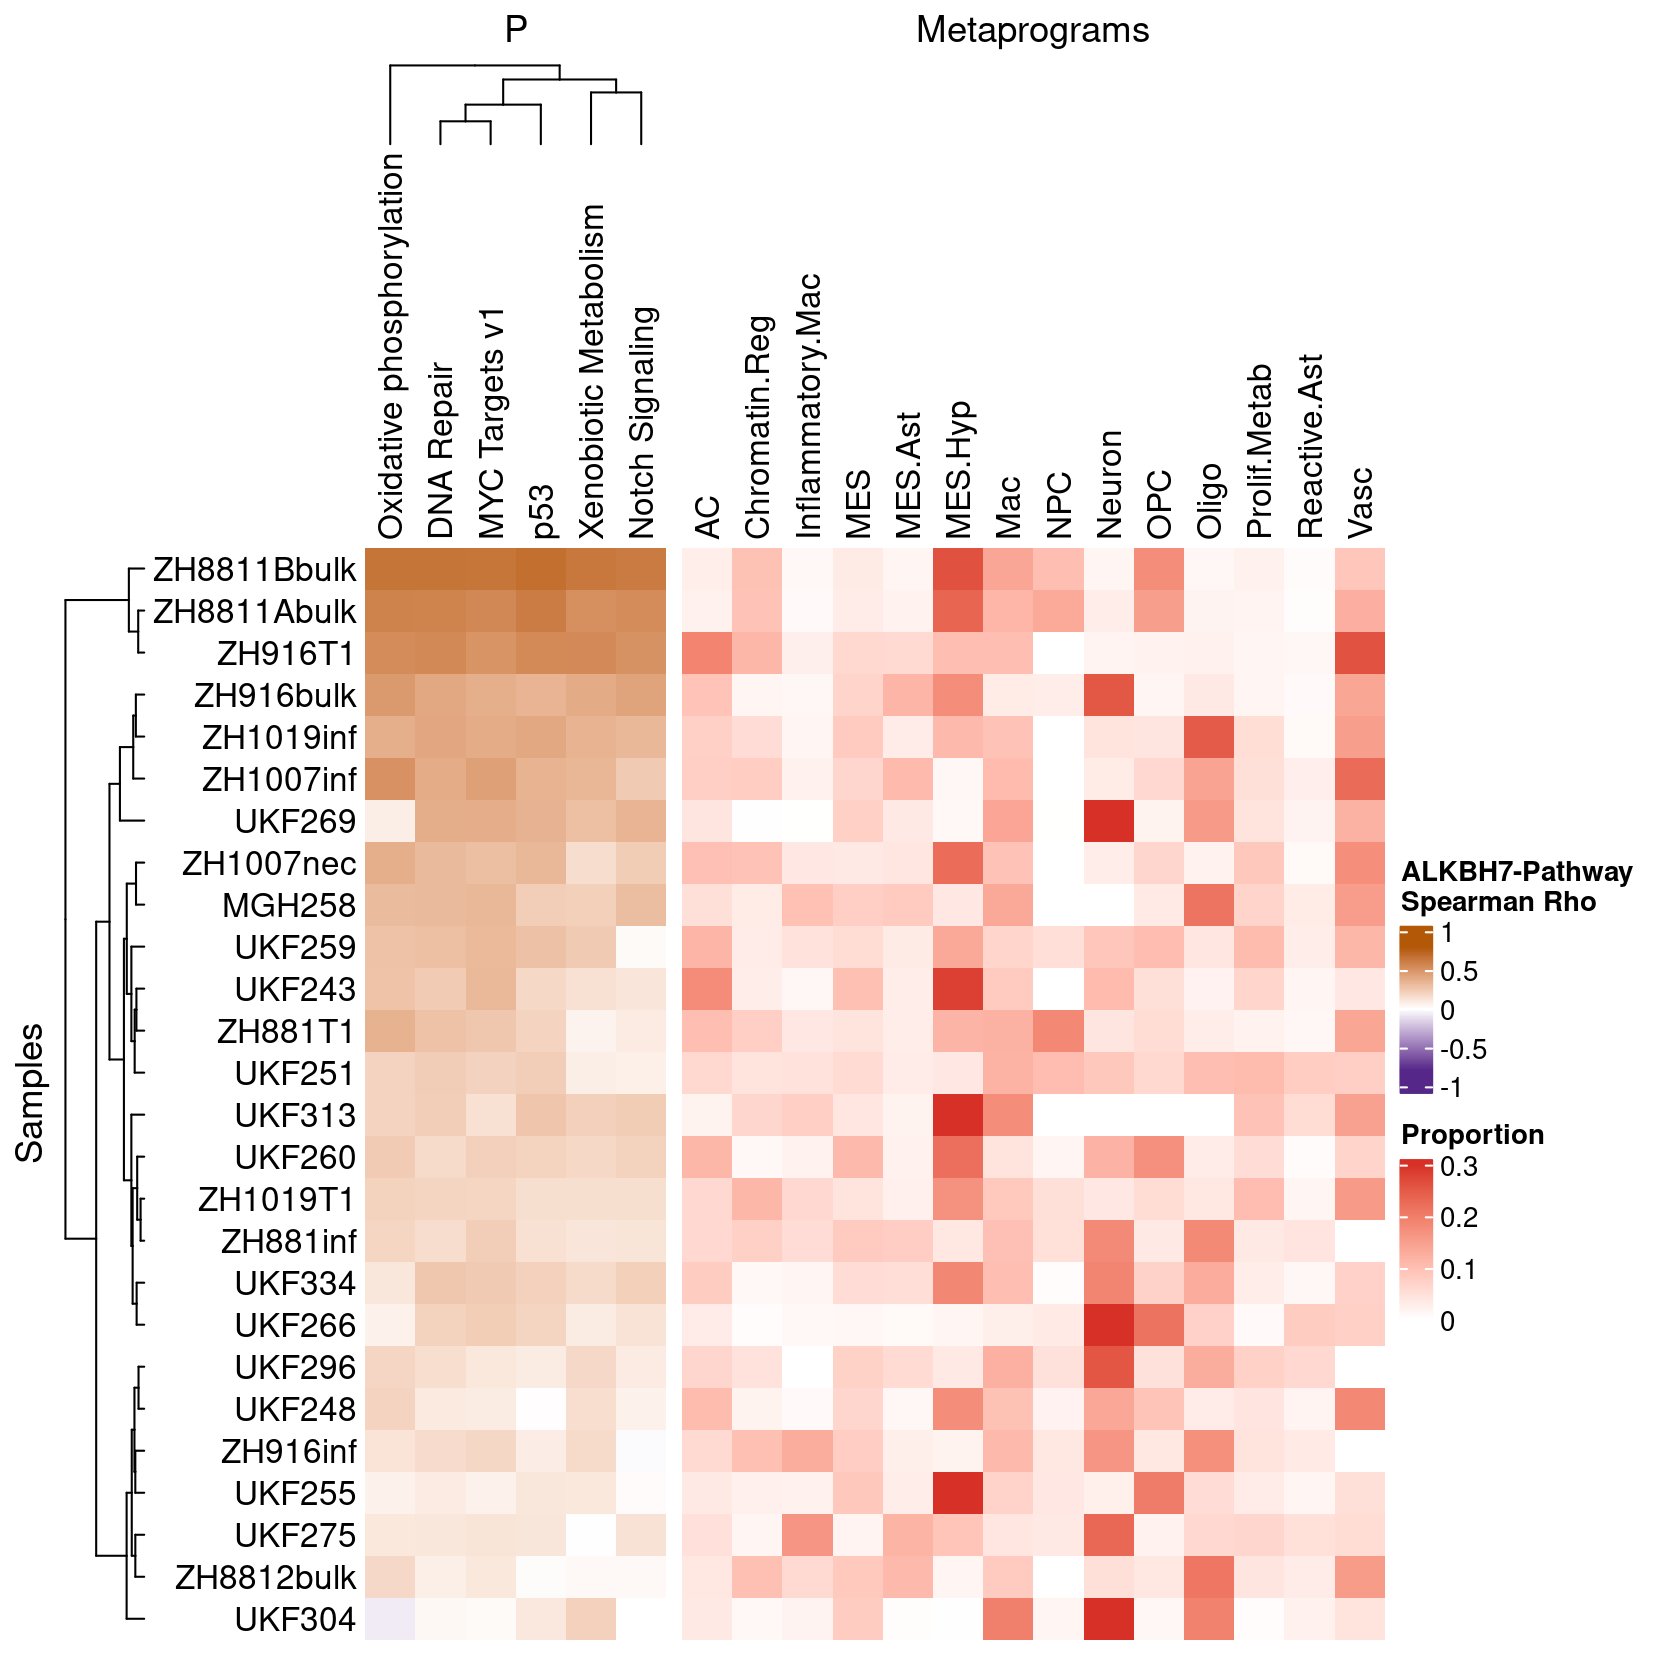 P
Metaprograms
Oxidative phosphorylation
DNA Repair
MYC Targets v1
p53
Xenobiotic Metabolism
Notch Signaling
AC
Chromatin.Reg
Inflammatory.Mac
MES
MES.Ast
MES.Hyp
Mac
NPC
Neuron
OPC
Oligo
Prolif.Metab
Reactive.Ast
Vasc
Samples
ZH8811Bbulk
ZH8811Abulk
ZH916T1
ZH916bulk
ZH1019inf
ZH1007inf
UKF269
ZH1007nec
MGH258
UKF259
UKF243
ZH881T1
UKF251
UKF313
UKF260
ZH1019T1
ZH881inf
UKF334
UKF266
UKF296
UKF248
ZH916inf
UKF255
UKF275
ZH8812bulk
UKF304
ALKBH7-Pathway
Spearman Rho
1
0.5
0
-0.5
-1
Proportion
0.3
0.2
0.1
0